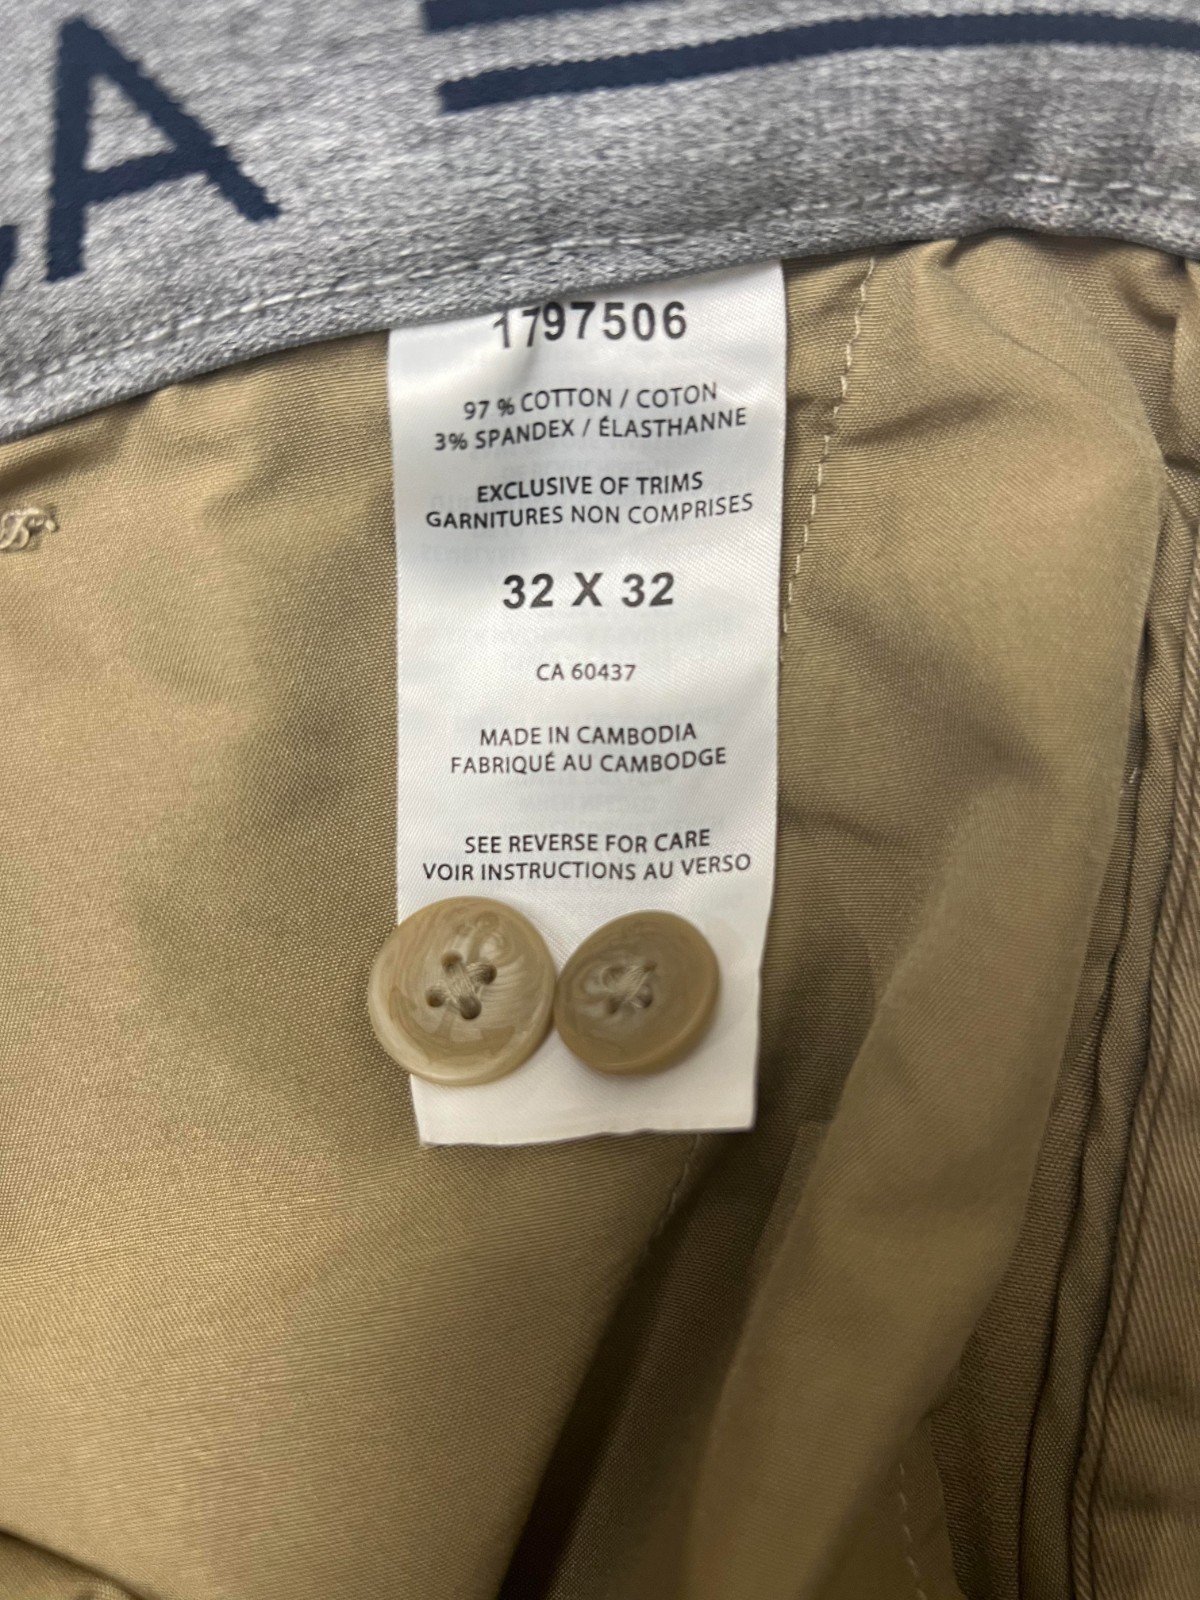 A
1797506
97 % COTTON / COTON
3% SPANDEX / ÉLASTHANNE
EXCLUSIVE OF TRIMS
GARNITURES NON COMPRISES
32 X 32
CA 60437
MADE IN CAMBODIA
FABRIQUÉ AU CAMBODGE
SEE REVERSE FOR CARE
VOIR INSTRUCTIONS AU VERSO